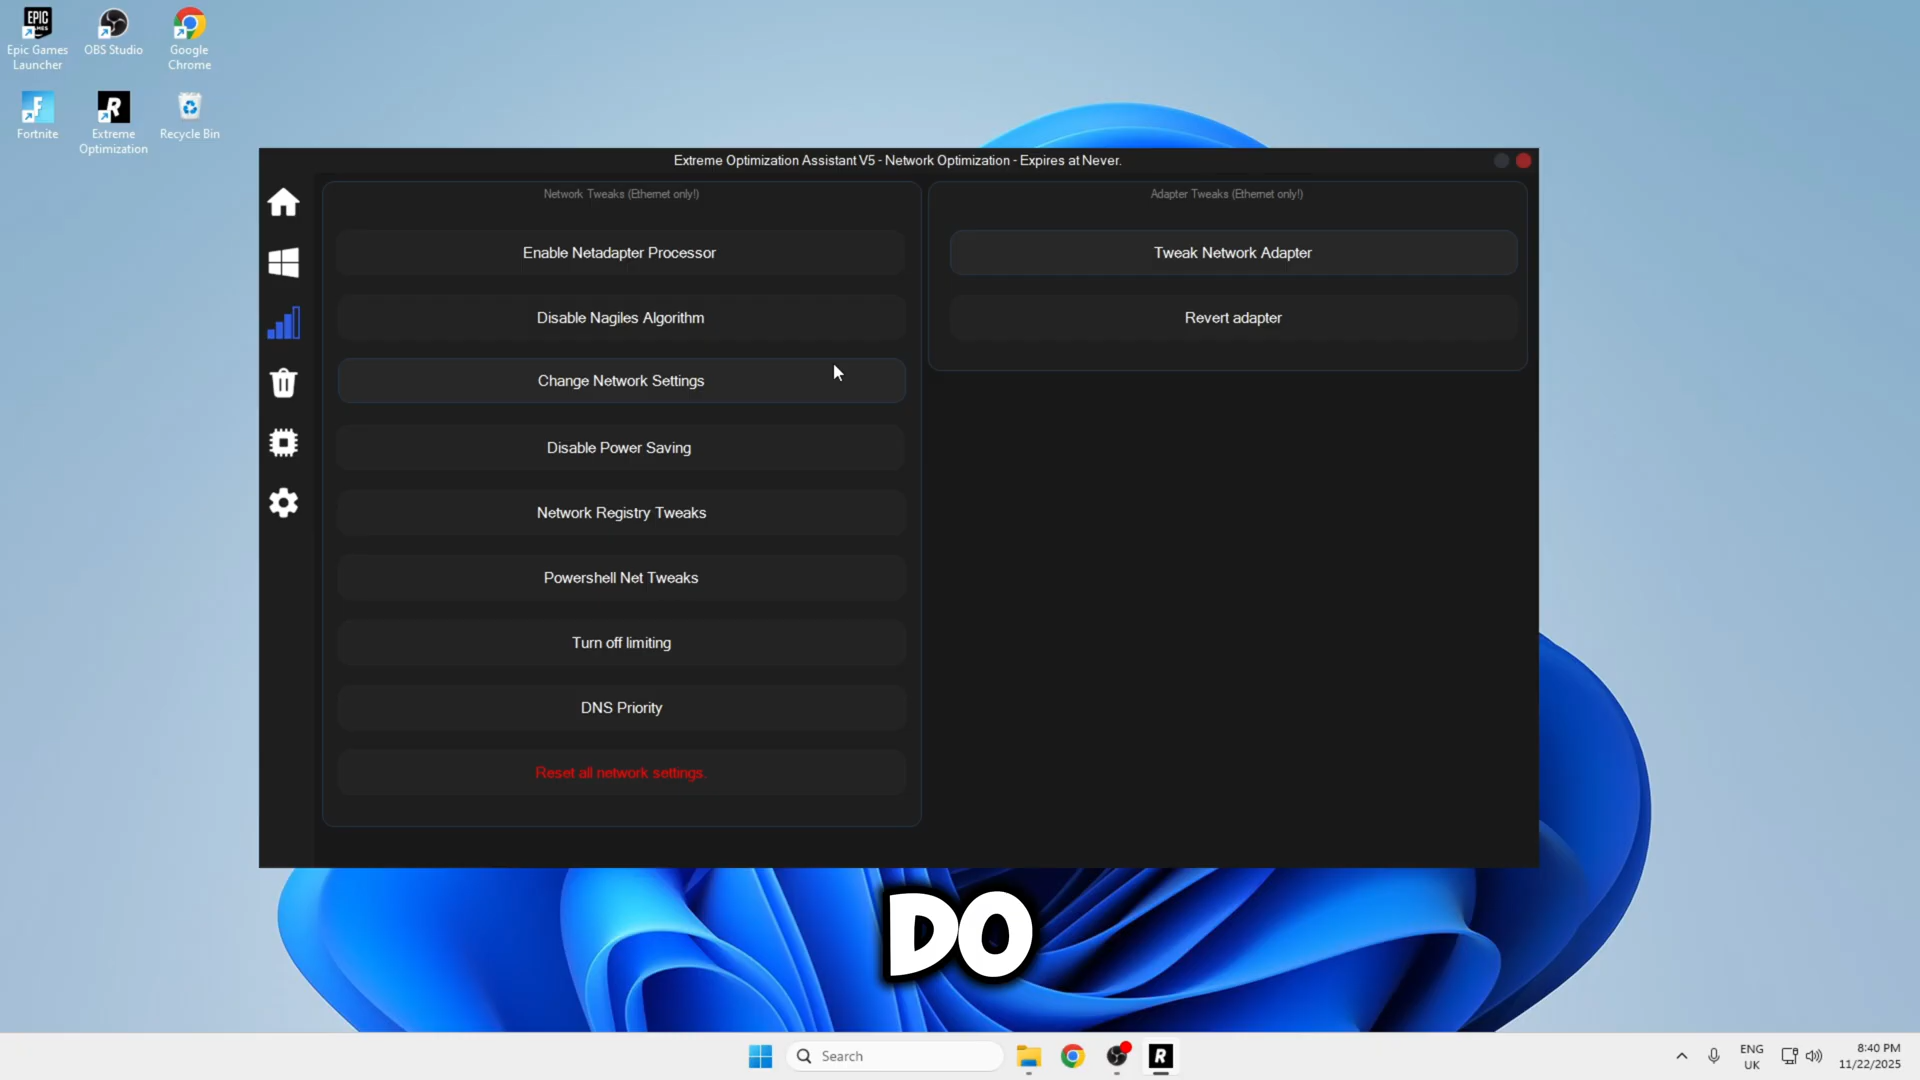 EPIC
GAMES
Epic Games
Launcher
OBS Studio
Google
Chrome
F
Fortnite
R
Extreme
Optimization
Recycle Bin
Extreme Optimization Assistant V5 - Network Optimization - Expires at Never.
Network Tweaks (Ethernet only!)
Enable Netadapter Processor
Disable Nagiles Algorithm
Change Network Settings
Disable Power Saving
Network Registry Tweaks
Powershell Net Tweaks
Turn off limiting
DNS Priority
Reset all network settings.
Adapter Tweaks (Ethernet only!)
Tweak Network Adapter
Revert adapter
DO
Search
R
ENG
UK
8:40 PM
11/22/2025